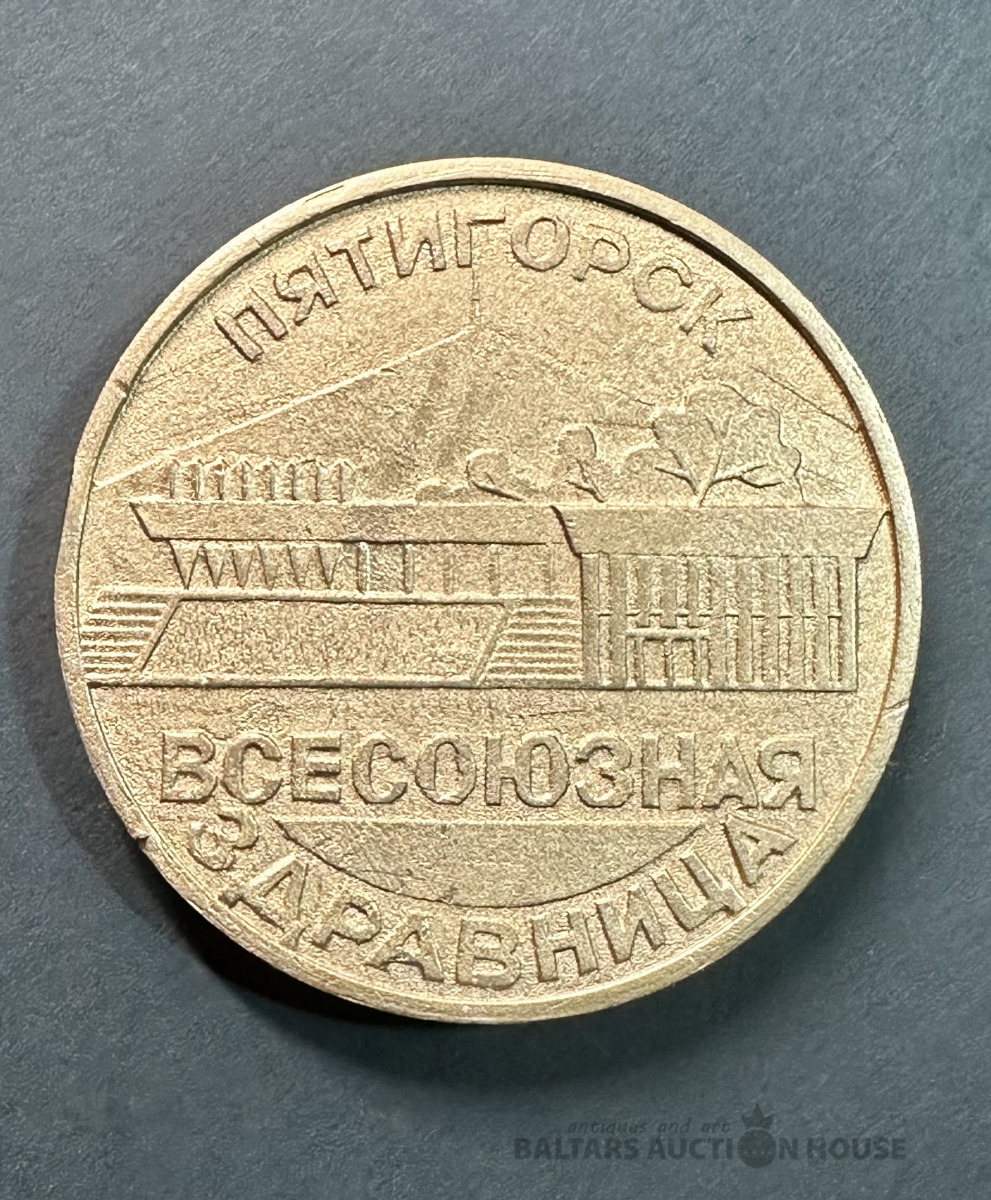 ПЯТИГОРСК
ВСЕСОЮЗНАЯ
ЗДРАВНИЦА
antiques and art
BALTARS AUCTION HOUSE